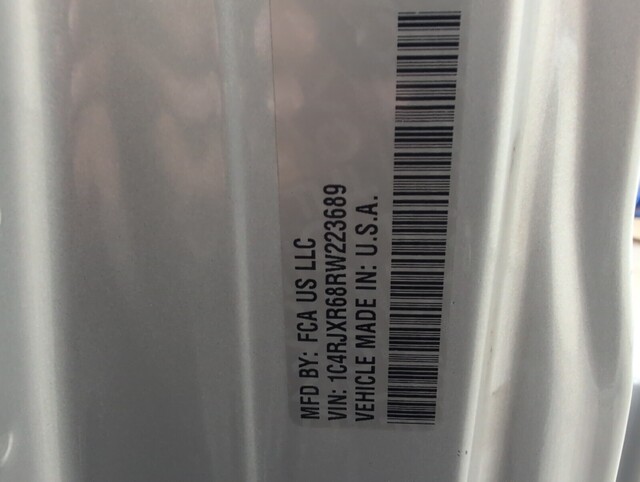 MFD BY: FCA US LLC
VIN: 1C4RJXR68RW223689
VEHICLE MADE IN: U.S.A.